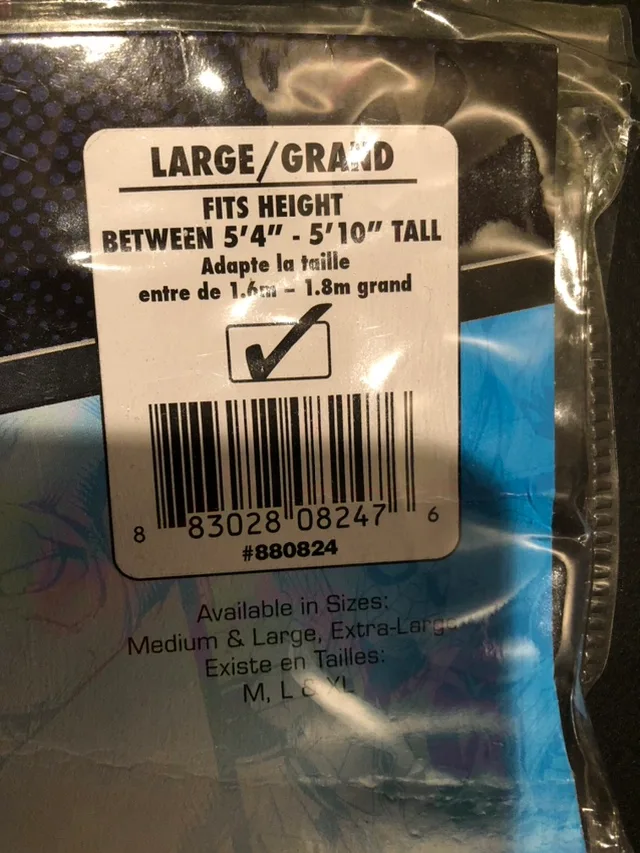 LARGE/GRAND
FITS HEIGHT
BETWEEN 5'4" - 5'10" TALL
Adapte la taille
entre de 1.6m - 1.8m grand
8 83028 08247 6
#880824
Available in Sizes:
Medium & Large, Extra-Large
Existe en Tailles:
M, L & XL